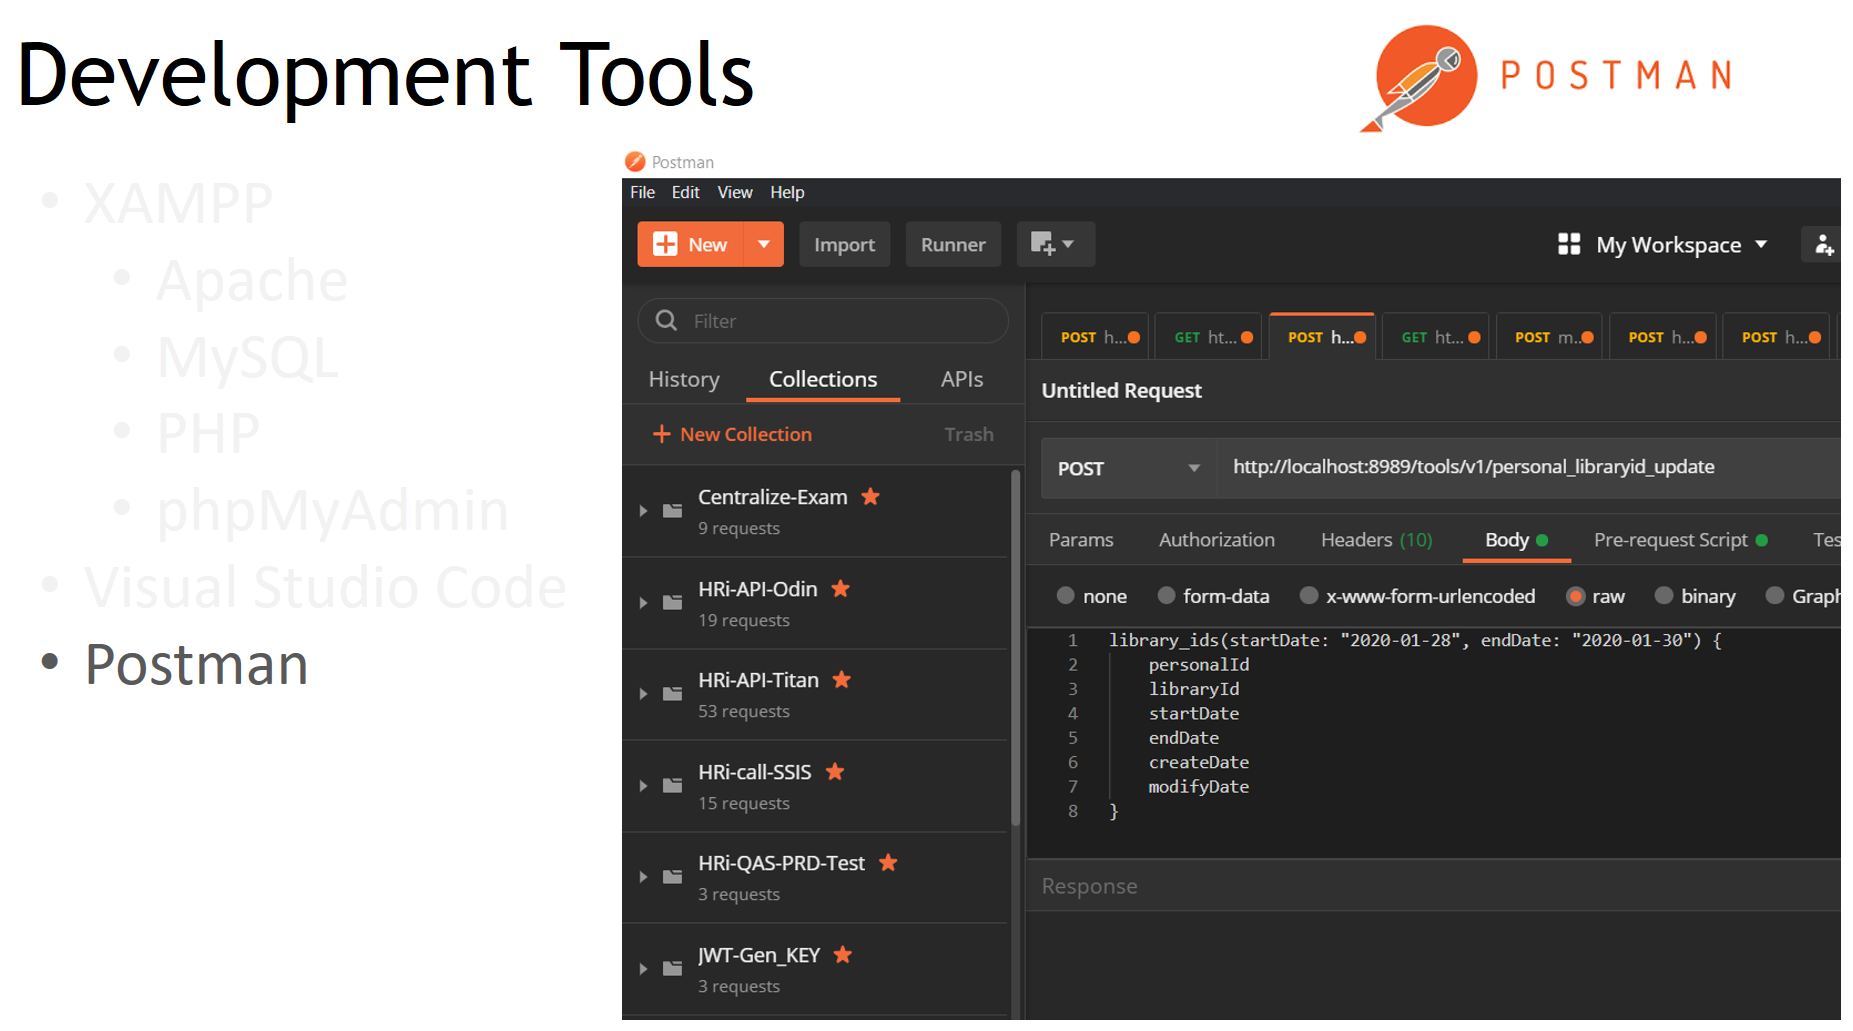 Development Tools
POSTMAN
• XAMPP
• Apache
• MySQL
• PHP
• phpMyAdmin
• Visual Studio Code
• Postman
Postman
File Edit View Help
New Import Runner My Workspace
Filter
History Collections APIs
+ New Collection Trash
Centralize-Exam
9 requests
HRi-API-Odin
19 requests
HRi-API-Titan
53 requests
HRi-call-SSIS
15 requests
HRi-QAS-PRD-Test
3 requests
JWT-Gen_KEY
3 requests
POST h... GET ht... POST h... GET ht... POST m... POST h... POST h...
Untitled Request
POST http://localhost:8989/tools/v1/personal_libraryid_update
Params Authorization Headers (10) Body Pre-request Script Tes
none form-data x-www-form-urlencoded raw binary Graph
1 library_ids(startDate: "2020-01-28", endDate: "2020-01-30") {
2 personalId
3 libraryId
4 startDate
5 endDate
6 createDate
7 modifyDate
8 }
Response